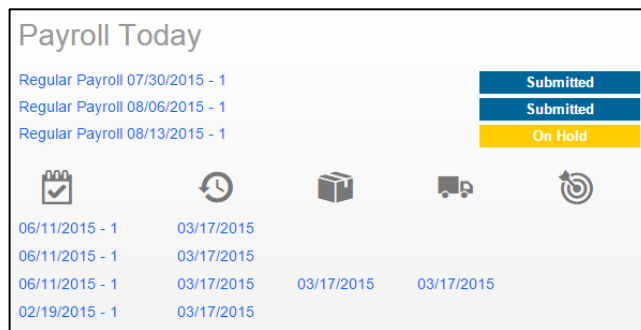 Payroll Today
Regular Payroll 07/30/2015 - 1 Submitted
Regular Payroll 08/06/2015 - 1 Submitted
Regular Payroll 08/13/2015 - 1 On Hold
06/11/2015 - 1 03/17/2015
06/11/2015 - 1 03/17/2015
06/11/2015 - 1 03/17/2015 03/17/2015 03/17/2015
02/19/2015 - 1 03/17/2015